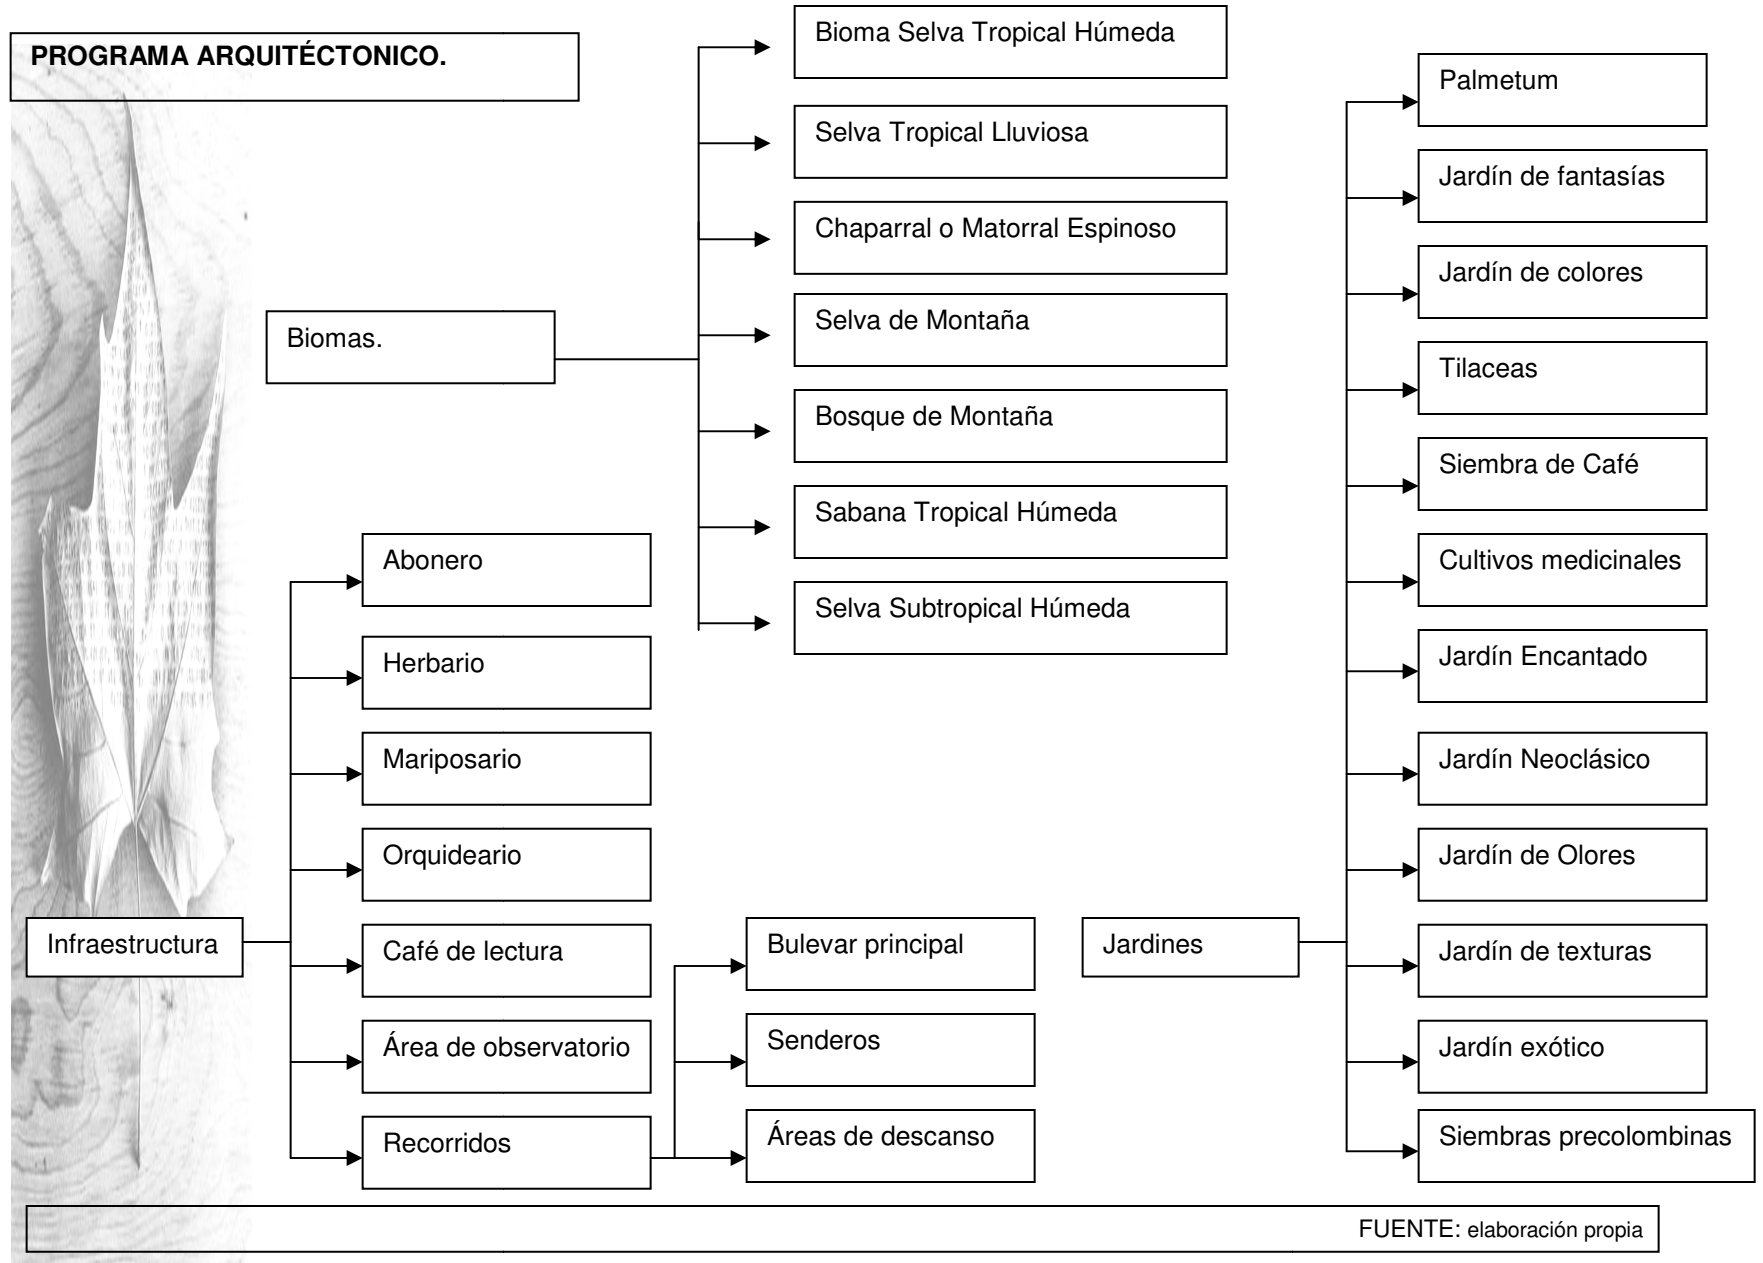 PROGRAMA ARQUITÉCTONICO.
Biomas.
Bioma Selva Tropical Húmeda
Selva Tropical Lluviosa
Chaparral o Matorral Espinoso
Selva de Montaña
Bosque de Montaña
Sabana Tropical Húmeda
Selva Subtropical Húmeda
Infraestructura
Abonero
Herbario
Mariposario
Orquideario
Café de lectura
Área de observatorio
Recorridos
Bulevar principal
Senderos
Áreas de descanso
Jardines
Palmetum
Jardín de fantasías
Jardín de colores
Tilaceas
Siembra de Café
Cultivos medicinales
Jardín Encantado
Jardín Neoclásico
Jardín de Olores
Jardín de texturas
Jardín exótico
Siembras precolombinas
FUENTE: elaboración propia